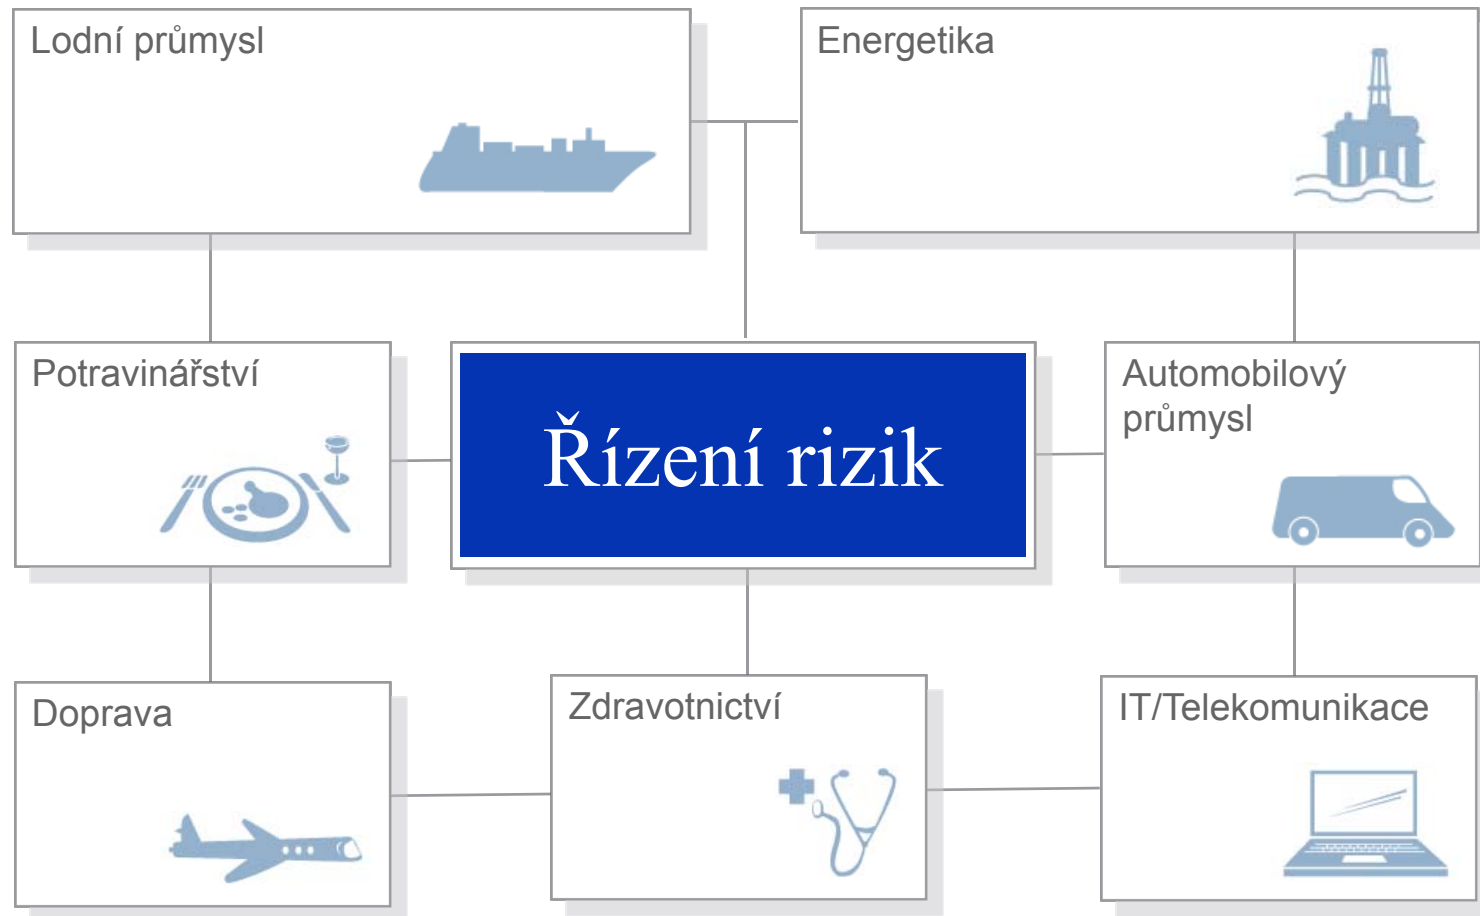 Lodní průmysl
Energetika
Potravinářství
Řízení rizik
Automobilový
průmysl
Doprava
Zdravotnictví
IT/Telekomunikace